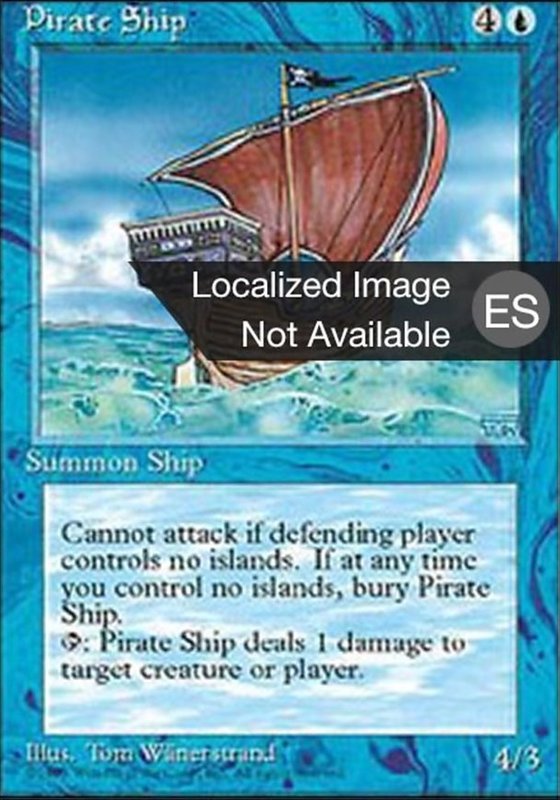 Pirate Ship 4
Localized Image
Not Available
ES
Summon Ship
Cannot attack if defending player
controls no islands. If at any time
you control no islands, bury Pirate
Ship.
: Pirate Ship deals 1 damage to
target creature or player.
Illus. Tom Wänerstrand
4/3